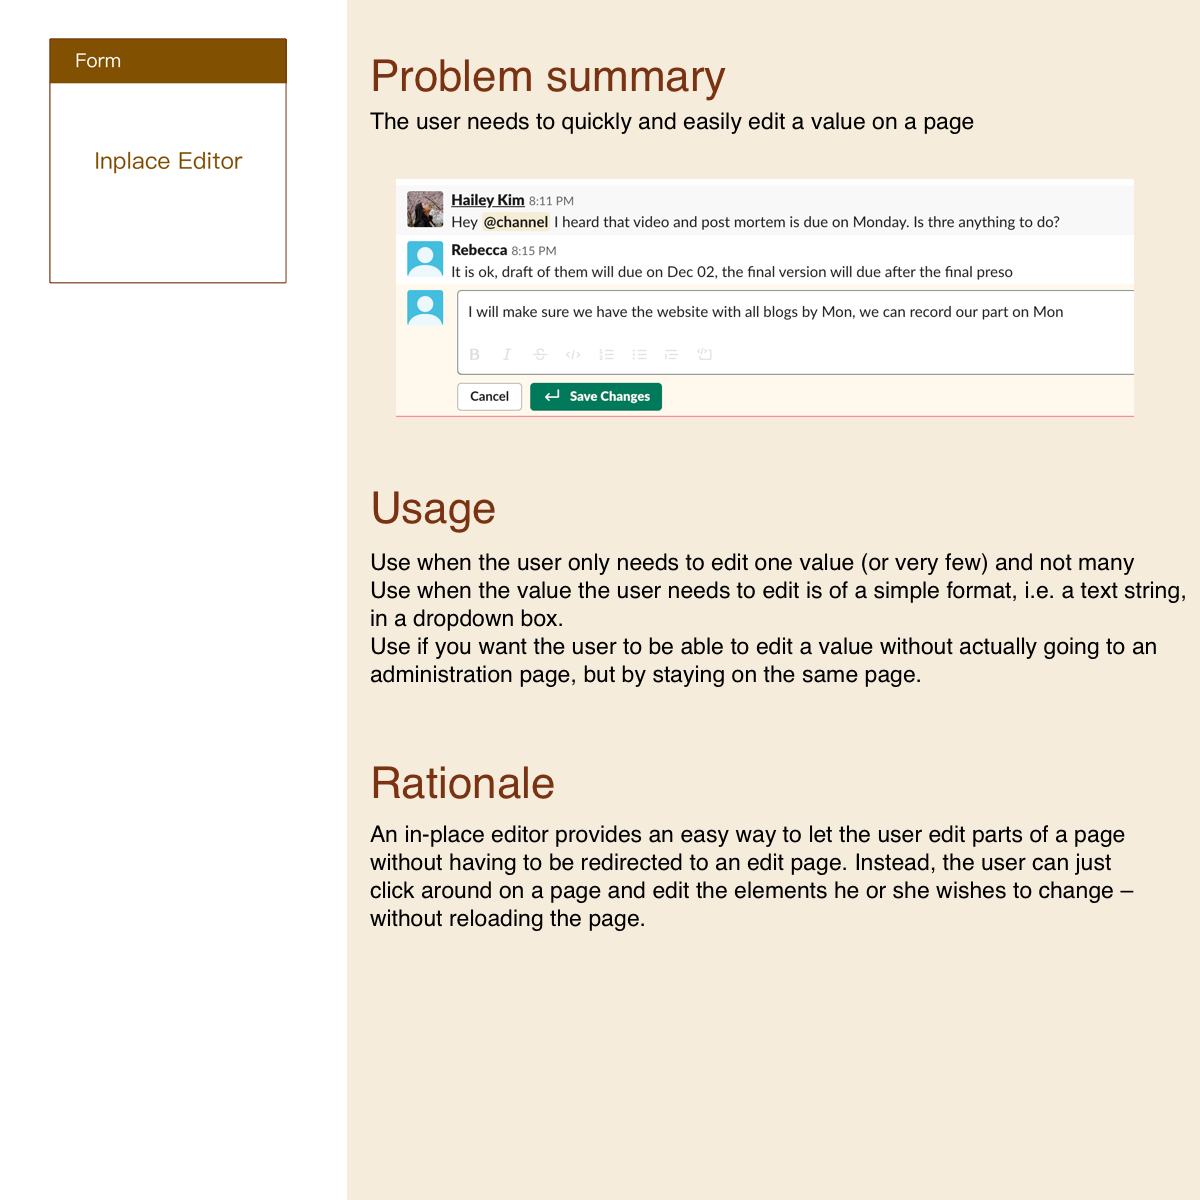 Form
Inplace Editor
Problem summary
The user needs to quickly and easily edit a value on a page
Hailey Kim 8:11 PM
Hey @channel I heard that video and post mortem is due on Monday. Is thre anything to do?
Rebecca 8:15 PM
It is ok, draft of them will due on Dec 02, the final version will due after the final preso
I will make sure we have the website with all blogs by Mon, we can record our part on Mon
Cancel
Save Changes
Usage
Use when the user only needs to edit one value (or very few) and not many
Use when the value the user needs to edit is of a simple format, i.e. a text string,
in a dropdown box.
Use if you want the user to be able to edit a value without actually going to an
administration page, but by staying on the same page.
Rationale
An in-place editor provides an easy way to let the user edit parts of a page
without having to be redirected to an edit page. Instead, the user can just
click around on a page and edit the elements he or she wishes to change –
without reloading the page.